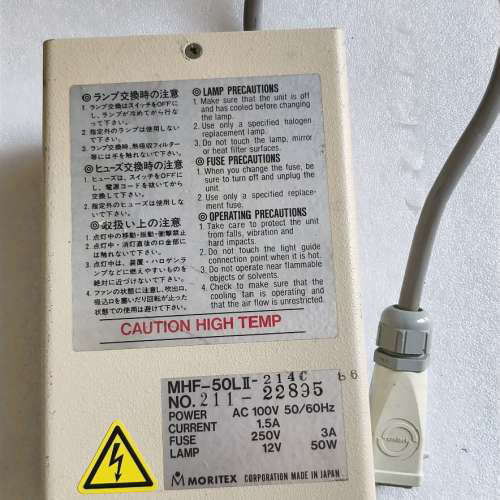 ◎ランプ交換時の注意
1. ランプ交換はスイッチをOFFに
し、ランプが冷めてから行な
って下さい。
2. 指定外のランプは使用しない
で下さい。
3. ランプ交換時、熱吸収フィルター
等には手を触れないで下さい。
◎ヒューズ交換時の注意
1. ヒューズは、スイッチをOFFに
し、電源コードを抜いてから
交換して下さい。
2. 指定外のヒューズは使用しない
で下さい。
◎取扱い上の注意
1. 点灯中の移動・振動・衝撃禁止
2. 点灯中・消灯直後の口金部に
は触れないで下さい。
3. 点灯中は、装置・ハロゲンラ
ンプなどに燃えやすいものを
絶対に近づけないで下さい。
4. ファンの状態に注意し、吹出口、
吸込口を塞いだり回転が止った
状態での使用は避けて下さい。
◎ LAMP PRECAUTIONS
1. Make sure that the unit is off
and has cooled before changing
the lamp.
2. Use only a specified halogen
replacement lamp.
3. Do not touch the lamp, mirror
or heat filter surfaces.
◎ FUSE PRECAUTIONS
1. When you change the fuse, be
sure to turn off and unplug the
unit.
2. Use only a specified replace-
ment fuse.
◎ OPERATING PRECAUTIONS
1. Take care to protect the unit
from falls, vibration and
hard impacts.
2. Do not touch the light guide
connection point when it is hot.
3. Do not operate near flammable
objects or solvents.
4. Check to make sure that the
cooling fan is operating and
that the air flow is unrestricted.
CAUTION HIGH TEMP
MHF-50LⅡ-214C
NO. 211-22895
POWER AC 100V 50/60Hz
CURRENT 1.5A
FUSE 250V 3A
LAMP 12V 50W
MORITEX CORPORATION MADE IN JAPAN.